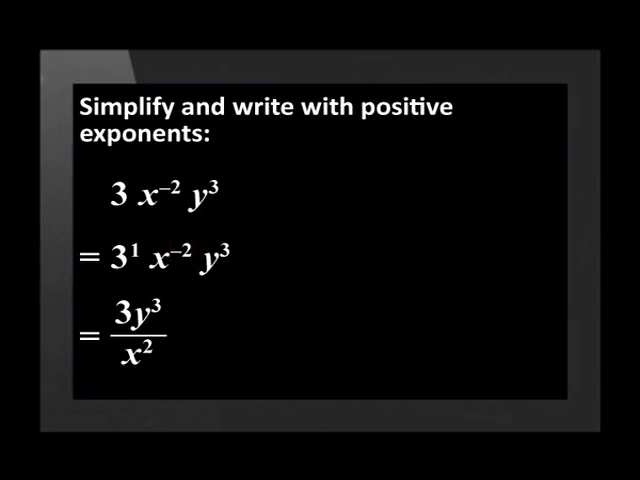 Simplify and write with positive
exponents:
3 x⁻² y³
= 3¹ x⁻² y³
= 3y³
x²